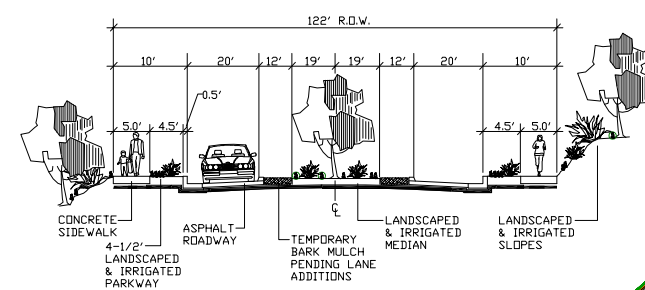 122' R.O.W.
10' 20' 12' 19' 19' 12' 20' 10'
0.5'
5.0' 4.5' 4.5' 5.0'
℄
CONCRETE
SIDEWALK
4-1/2'
LANDSCAPED
& IRRIGATED
PARKWAY
ASPHALT
ROADWAY
TEMPORARY
BARK MULCH
PENDING LANE
ADDITIONS
LANDSCAPED
& IRRIGATED
MEDIAN
LANDSCAPED
& IRRIGATED
SLOPES